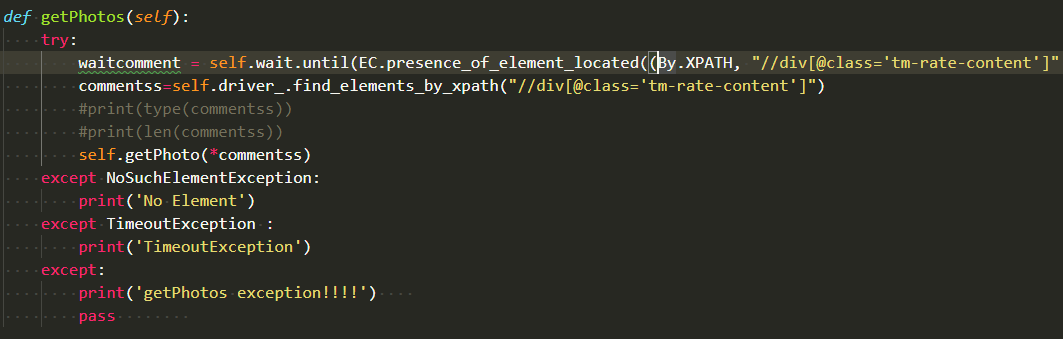 def getPhotos(self):
    try:
        waitcomment = self.wait.until(EC.presence_of_element_located((By.XPATH, "//div[@class='tm-rate-content']"
        commentss=self.driver_.find_elements_by_xpath("//div[@class='tm-rate-content']")
        #print(type(commentss))
        #print(len(commentss))
        self.getPhoto(*commentss)
    except NoSuchElementException:
        print('No Element')
    except TimeoutException :
        print('TimeoutException')
    except:
        print('getPhotos exception!!!!')
        pass